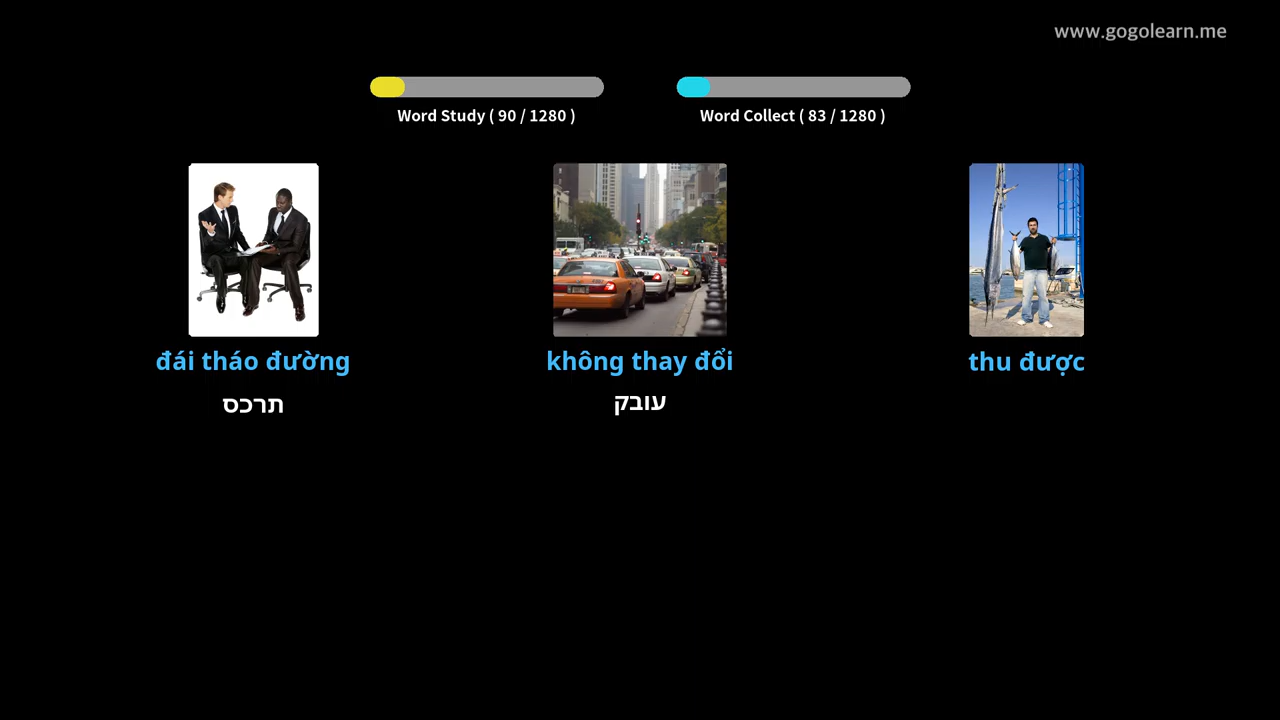 www.gogolearn.me
Word Study ( 90 / 1280 )
Word Collect ( 83 / 1280 )
đái tháo đường
תרכס
không thay đổi
עובק
thu được